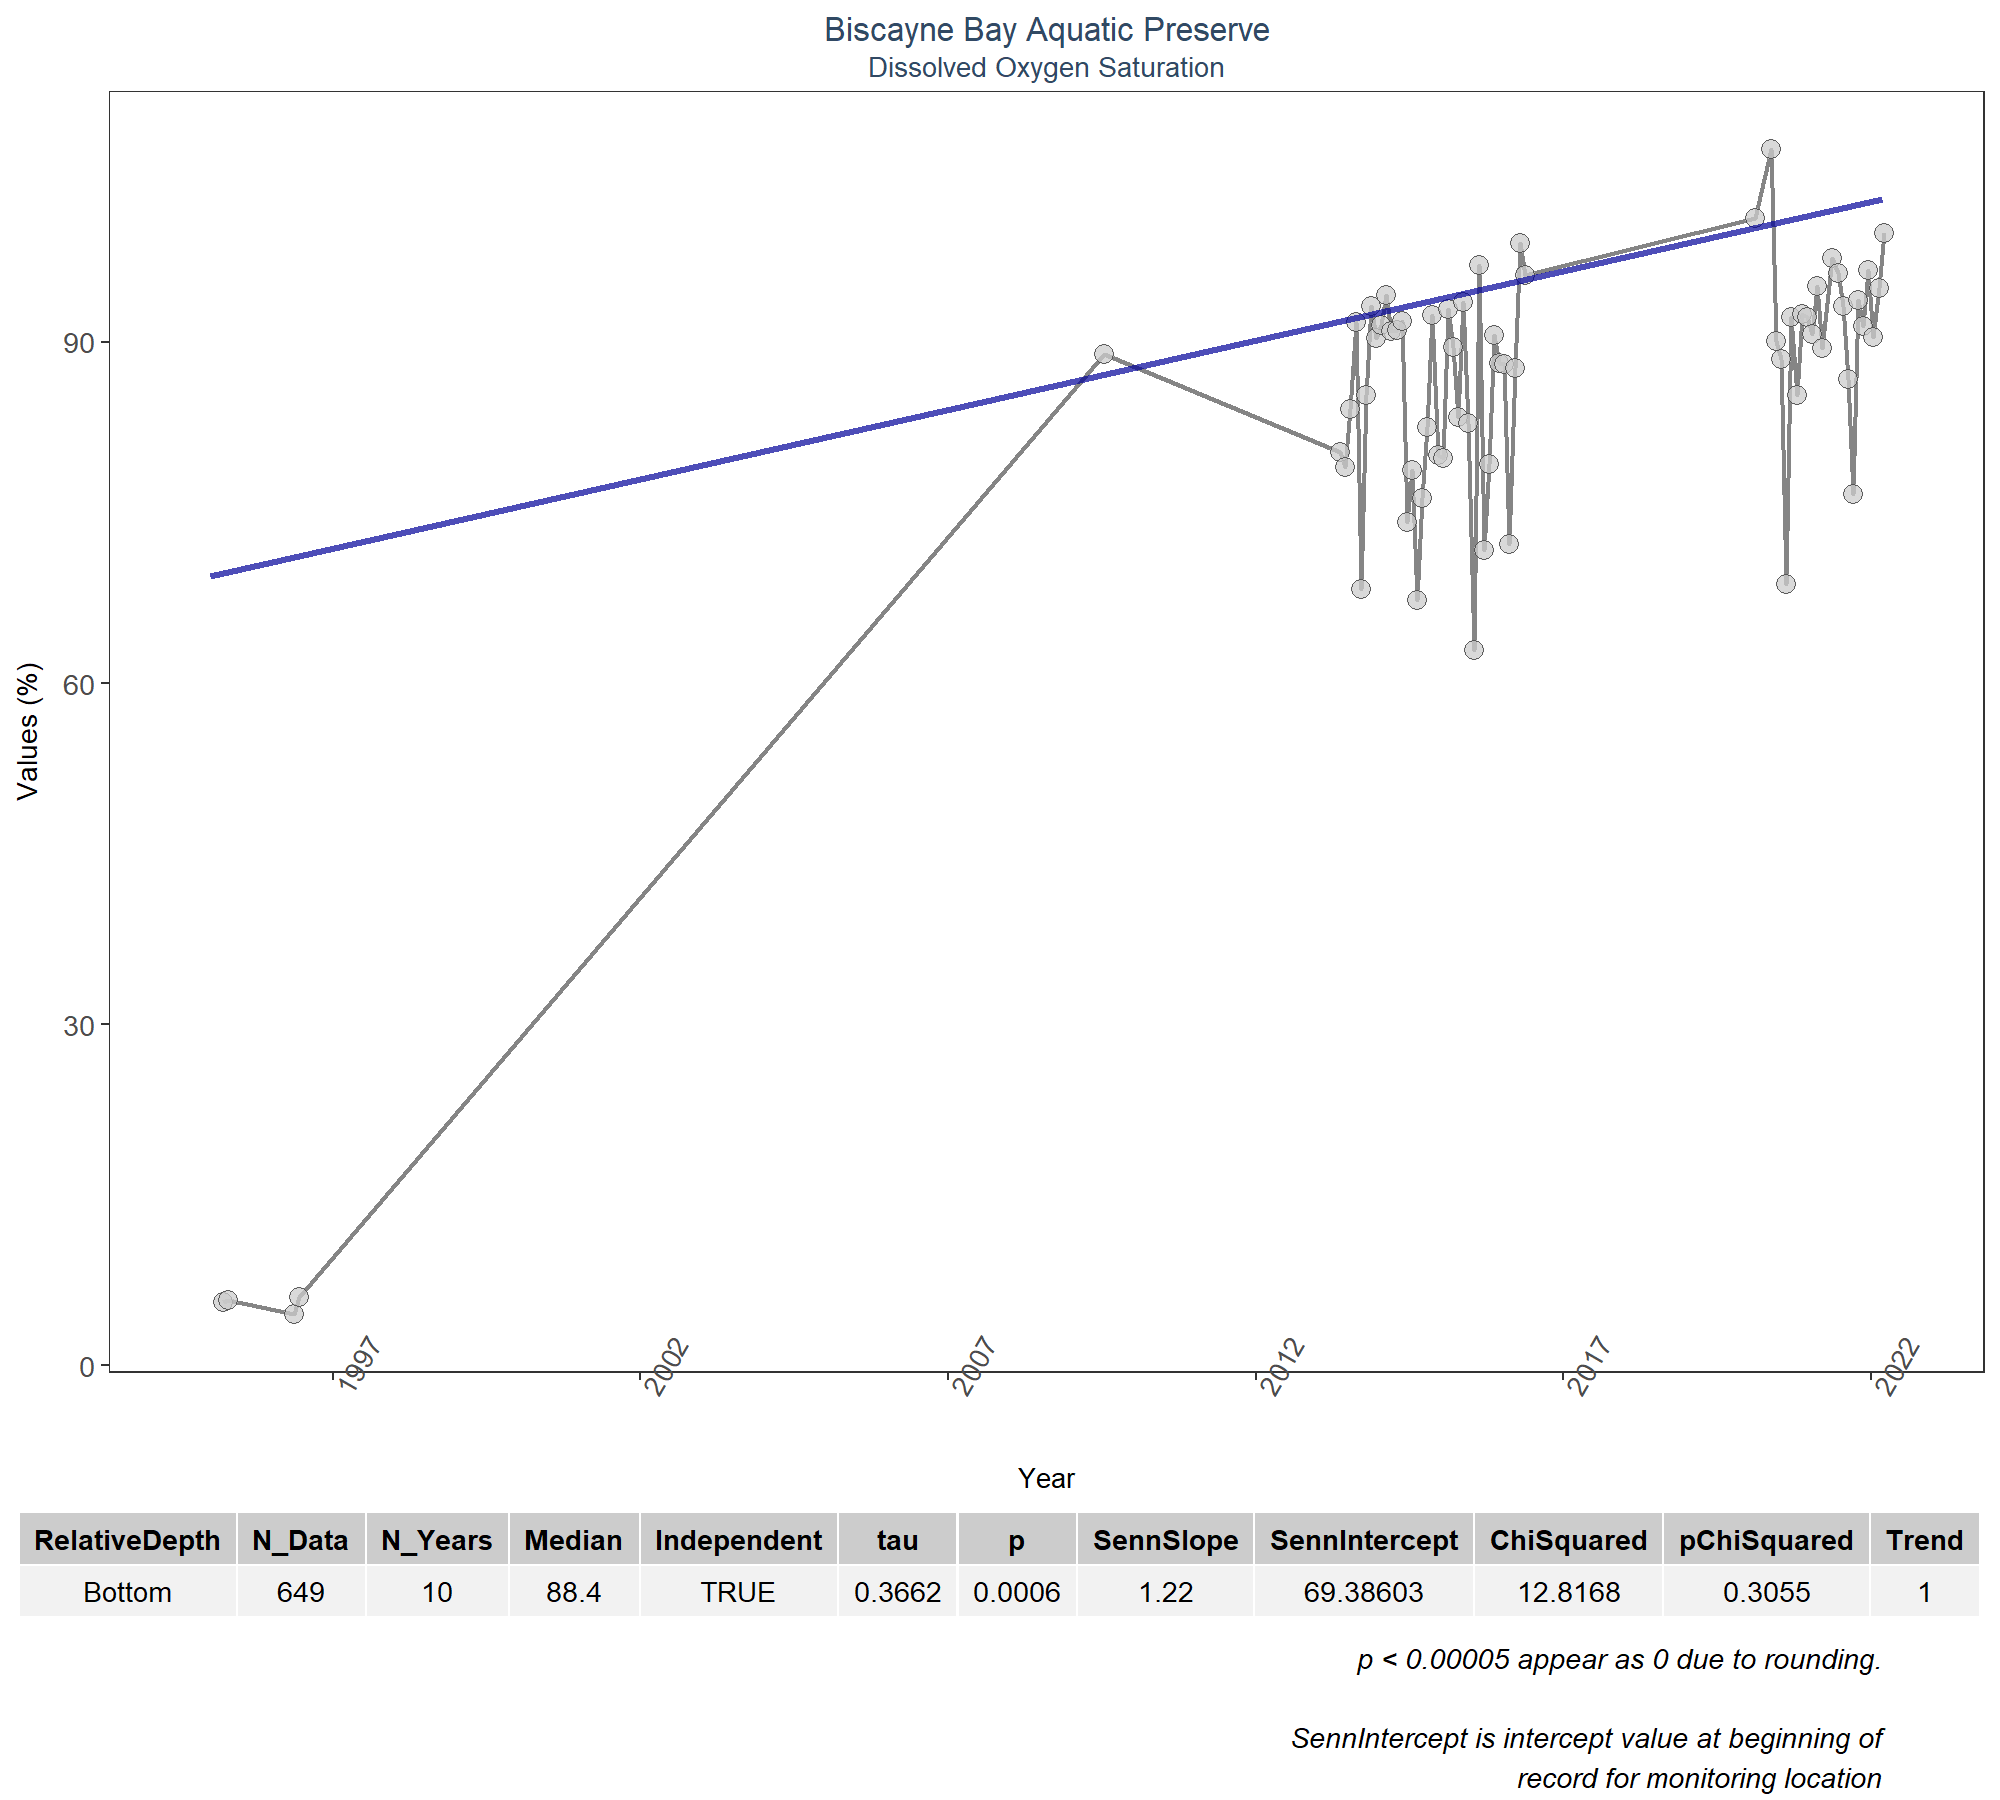 Biscayne Bay Aquatic Preserve
Dissolved Oxygen Saturation
Values (%)
90
60
30
0
1997
2002
2007
2012
2017
2022
Year
RelativeDepth N_Data N_Years Median Independent tau p SennSlope SennIntercept ChiSquared pChiSquared Trend
Bottom 649 10 88.4 TRUE 0.3662 0.0006 1.22 69.38603 12.8168 0.3055 1
p < 0.00005 appear as 0 due to rounding.
SennIntercept is intercept value at beginning of
record for monitoring location